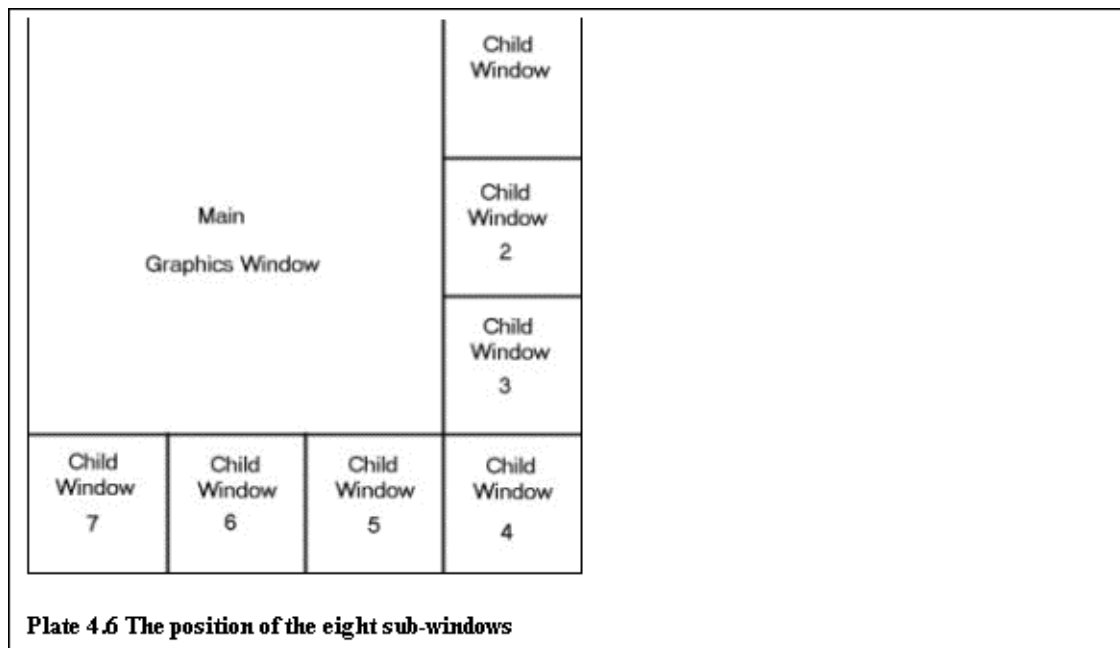 Child
Window
Main
Graphics Window
Child
Window
2
Child
Window
3
Child
Window
7
Child
Window
6
Child
Window
5
Child
Window
4
Plate 4.6 The position of the eight sub-windows